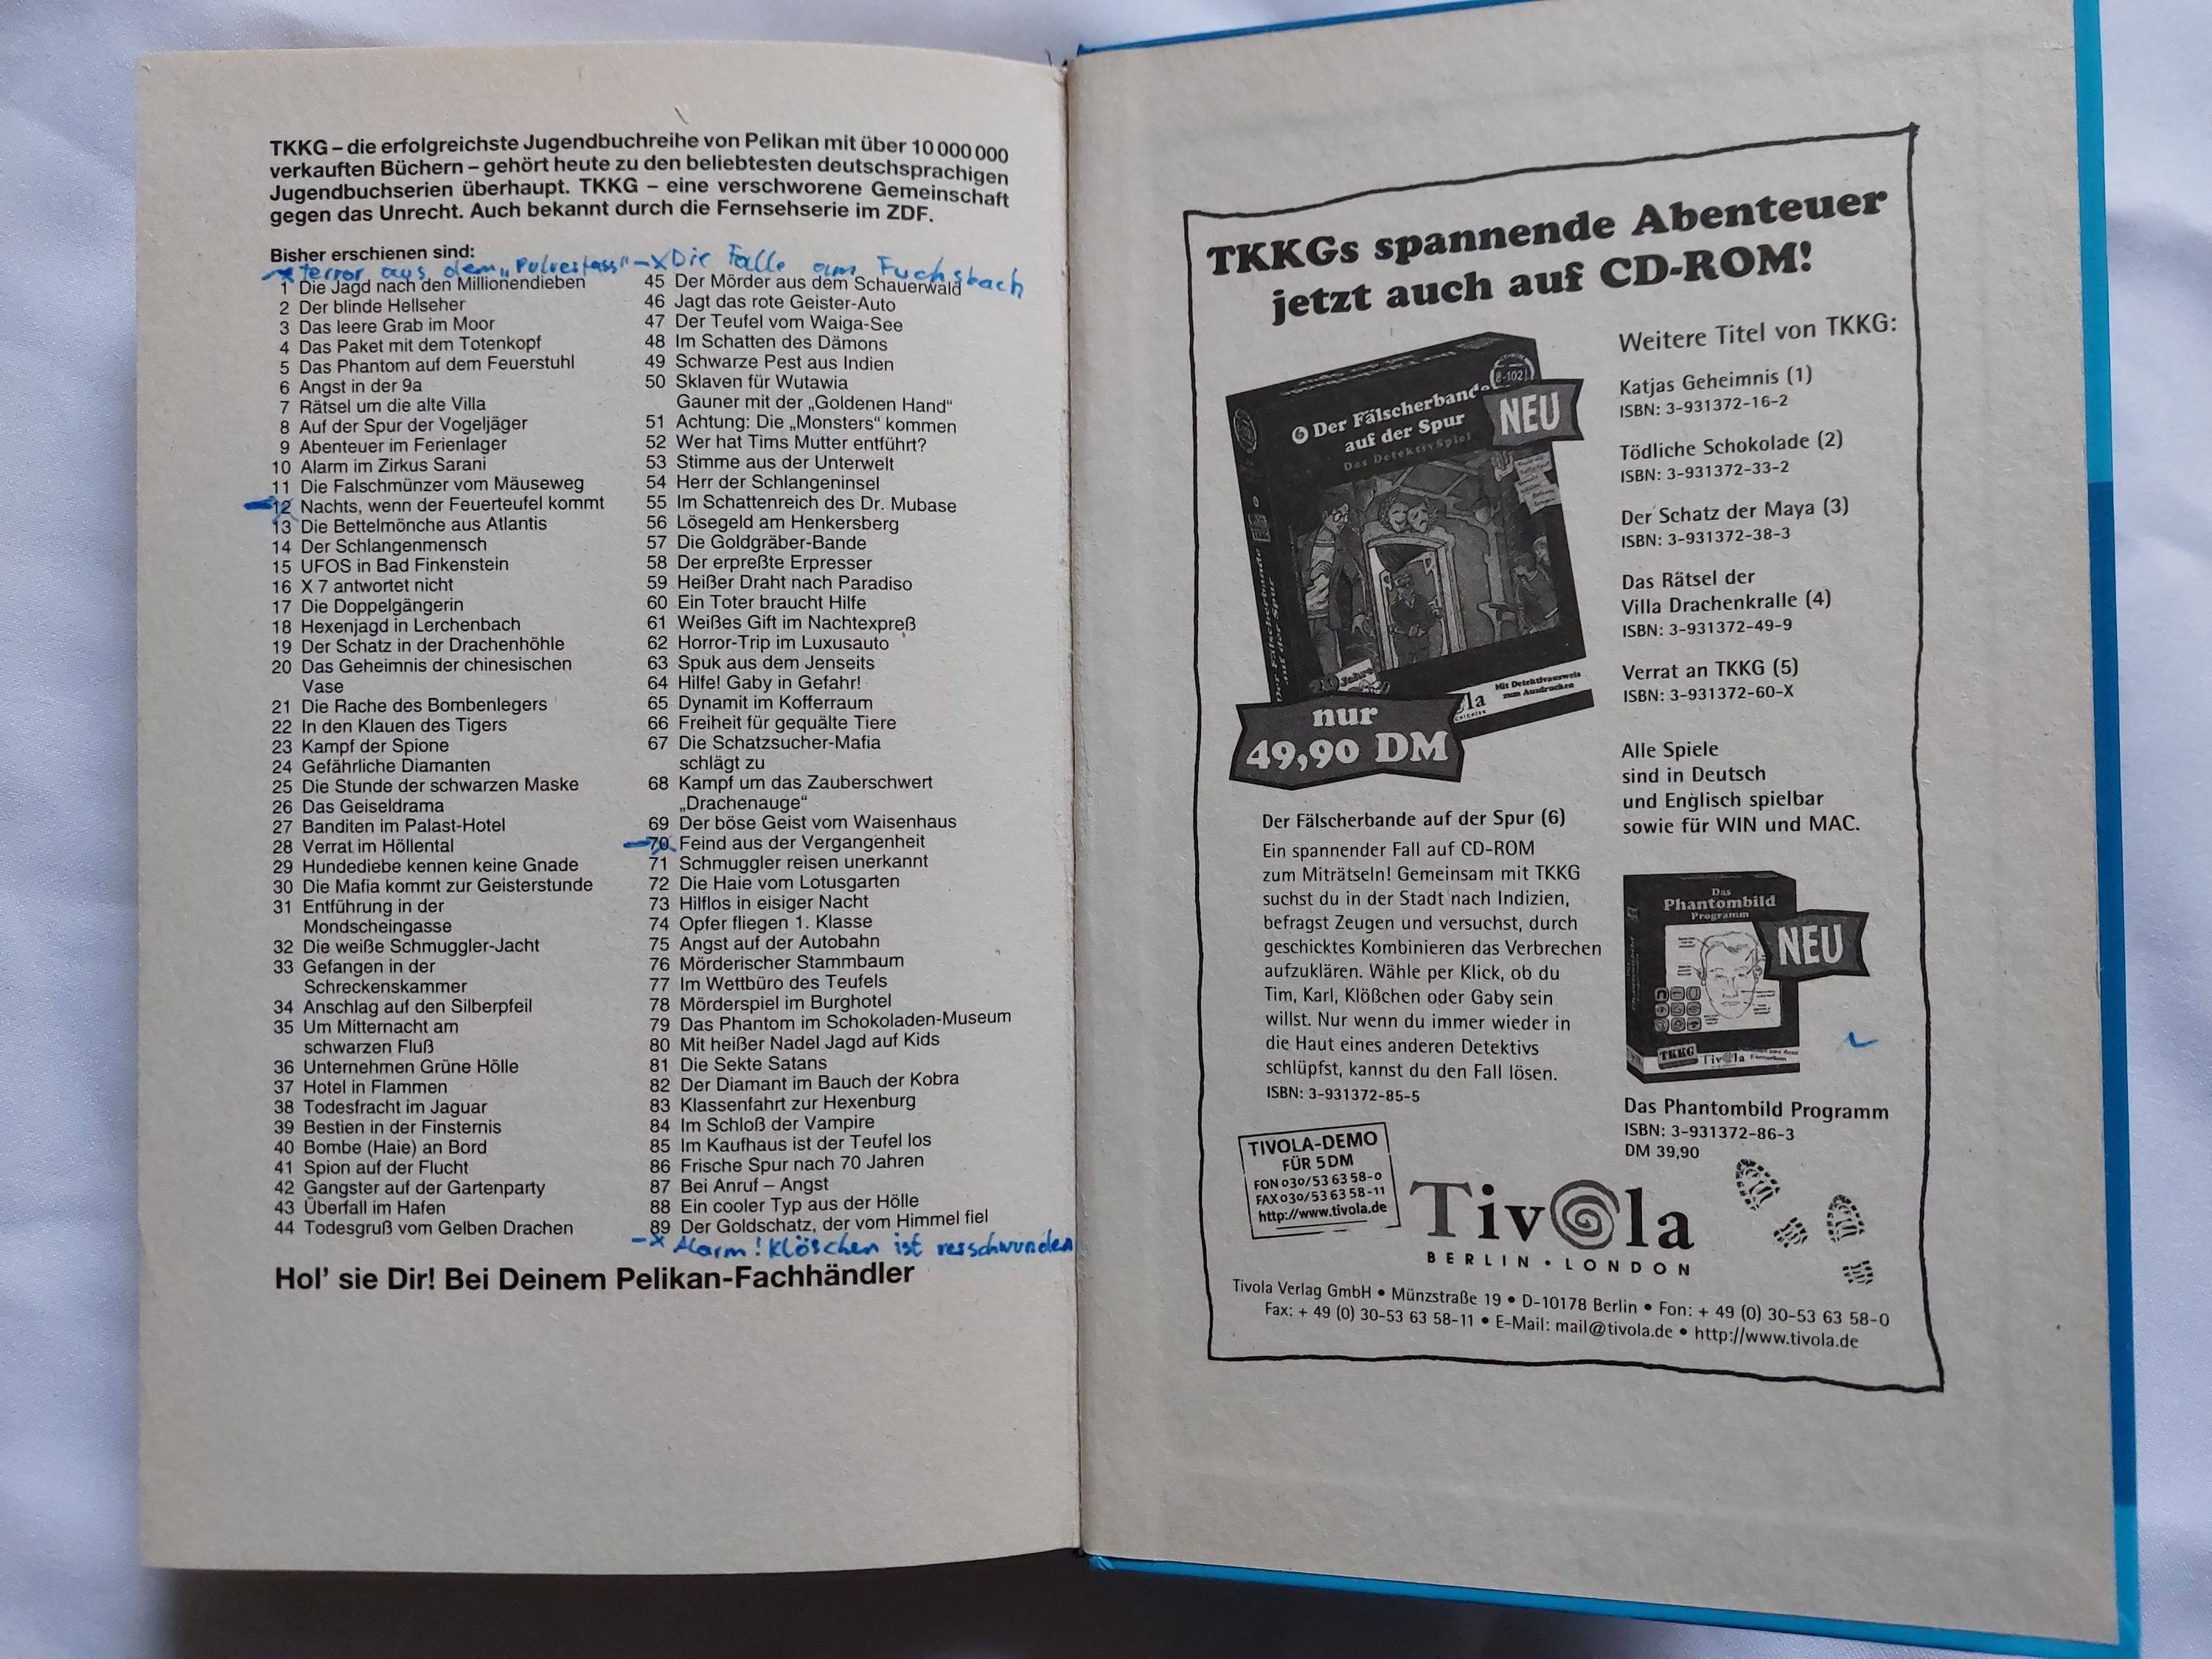 TKKG – die erfolgreichste Jugendbuchreihe von Pelikan mit über 10 000 000
verkauften Büchern – gehört heute zu den beliebtesten deutschsprachigen
Jugendbuchserien überhaupt. TKKG – eine verschworene Gemeinschaft
gegen das Unrecht. Auch bekannt durch die Fernsehserie im ZDF.
Bisher erschienen sind:
x Terror aus dem „Pulverfass“
1 Die Jagd nach den Millionendieben
2 Der blinde Hellseher
3 Das leere Grab im Moor
4 Das Paket mit dem Totenkopf
5 Das Phantom auf dem Feuerstuhl
6 Angst in der 9a
7 Rätsel um die alte Villa
8 Auf der Spur der Vogeljäger
9 Abenteuer im Ferienlager
10 Alarm im Zirkus Sarani
11 Die Falschmünzer vom Mäuseweg
12 Nachts, wenn der Feuerteufel kommt
13 Die Bettelmönche aus Atlantis
14 Der Schlangenmensch
15 UFOS in Bad Finkenstein
16 X 7 antwortet nicht
17 Die Doppelgängerin
18 Hexenjagd in Lerchenbach
19 Der Schatz in der Drachenhöhle
20 Das Geheimnis der chinesischen
Vase
21 Die Rache des Bombenlegers
22 In den Klauen des Tigers
23 Kampf der Spione
24 Gefährliche Diamanten
25 Die Stunde der schwarzen Maske
26 Das Geiseldrama
27 Banditen im Palast-Hotel
28 Verrat im Höllental
29 Hundediebe kennen keine Gnade
30 Die Mafia kommt zur Geisterstunde
31 Entführung in der
Mondscheingasse
32 Die weiße Schmuggler-Jacht
33 Gefangen in der
Schreckenskammer
34 Anschlag auf den Silberpfeil
35 Um Mitternacht am
schwarzen Fluß
36 Unternehmen Grüne Hölle
37 Hotel in Flammen
38 Todesfracht im Jaguar
39 Bestien in der Finsternis
40 Bombe (Haie) an Bord
41 Spion auf der Flucht
42 Gangster auf der Gartenparty
43 Überfall im Hafen
44 Todesgruß vom Gelben Drachen
–x Die Falle am Fuchsbach
45 Der Mörder aus dem Schauerwald
46 Jagt das rote Geister-Auto
47 Der Teufel vom Waiga-See
48 Im Schatten des Dämons
49 Schwarze Pest aus Indien
50 Sklaven für Wutawia
Gauner mit der „Goldenen Hand“
51 Achtung: Die „Monsters“ kommen
52 Wer hat Tims Mutter entführt?
53 Stimme aus der Unterwelt
54 Herr der Schlangeninsel
55 Im Schattenreich des Dr. Mubase
56 Lösegeld am Henkersberg
57 Die Goldgräber-Bande
58 Der erpreßte Erpresser
59 Heißer Draht nach Paradiso
60 Ein Toter braucht Hilfe
61 Weißes Gift im Nachtexpreß
62 Horror-Trip im Luxusauto
63 Spuk aus dem Jenseits
64 Hilfe! Gaby in Gefahr!
65 Dynamit im Kofferraum
66 Freiheit für gequälte Tiere
67 Die Schatzsucher-Mafia
schlägt zu
68 Kampf um das Zauberschwert
„Drachenauge“
69 Der böse Geist vom Waisenhaus
70 Feind aus der Vergangenheit
71 Schmuggler reisen unerkannt
72 Die Haie vom Lotusgarten
73 Hilflos in eisiger Nacht
74 Opfer fliegen 1. Klasse
75 Angst auf der Autobahn
76 Mörderischer Stammbaum
77 Im Wettbüro des Teufels
78 Mörderspiel im Burghotel
79 Das Phantom im Schokoladen-Museum
80 Mit heißer Nadel Jagd auf Kids
81 Die Sekte Satans
82 Der Diamant im Bauch der Kobra
83 Klassenfahrt zur Hexenburg
84 Im Schloß der Vampire
85 Im Kaufhaus ist der Teufel los
86 Frische Spur nach 70 Jahren
87 Bei Anruf – Angst
88 Ein cooler Typ aus der Hölle
89 Der Goldschatz, der vom Himmel fiel
–x Alarm! Klöschen ist verschwunden
Hol’ sie Dir! Bei Deinem Pelikan-Fachhändler
TKKGs spannende Abenteuer
jetzt auch auf CD-ROM!
Der Fälscherbande
auf der Spur
Das DetektivSpiel
NEU
Mit Detektivausweis
zum Ausdrucken
nur
49,90 DM
Weitere Titel von TKKG:
Katjas Geheimnis (1)
ISBN: 3-931372-16-2
Tödliche Schokolade (2)
ISBN: 3-931372-33-2
Der Schatz der Maya (3)
ISBN: 3-931372-38-3
Das Rätsel der
Villa Drachenkralle (4)
ISBN: 3-931372-49-9
Verrat an TKKG (5)
ISBN: 3-931372-60-X
Alle Spiele
sind in Deutsch
und Englisch spielbar
sowie für WIN und MAC.
Der Fälscherbande auf der Spur (6)
Ein spannender Fall auf CD-ROM
zum Miträtseln! Gemeinsam mit TKKG
suchst du in der Stadt nach Indizien,
befragst Zeugen und versuchst, durch
geschicktes Kombinieren das Verbrechen
aufzuklären. Wähle per Klick, ob du
Tim, Karl, Klößchen oder Gaby sein
willst. Nur wenn du immer wieder in
die Haut eines anderen Detektivs
schlüpfst, kannst du den Fall lösen.
ISBN: 3-931372-85-5
Das
Phantombild
Programm
NEU
TKKG Tivola
Das Phantombild Programm
ISBN: 3-931372-86-3
DM 39,90
TIVOLA-DEMO
FÜR 5 DM
FON 030/53 63 58-0
FAX 030/53 63 58-11
http://www.tivola.de
Tivola
BERLIN • LONDON
Tivola Verlag GmbH • Münzstraße 19 • D-10178 Berlin • Fon: + 49 (0) 30-53 63 58-0
Fax: + 49 (0) 30-53 63 58-11 • E-Mail: mail@tivola.de • http://www.tivola.de